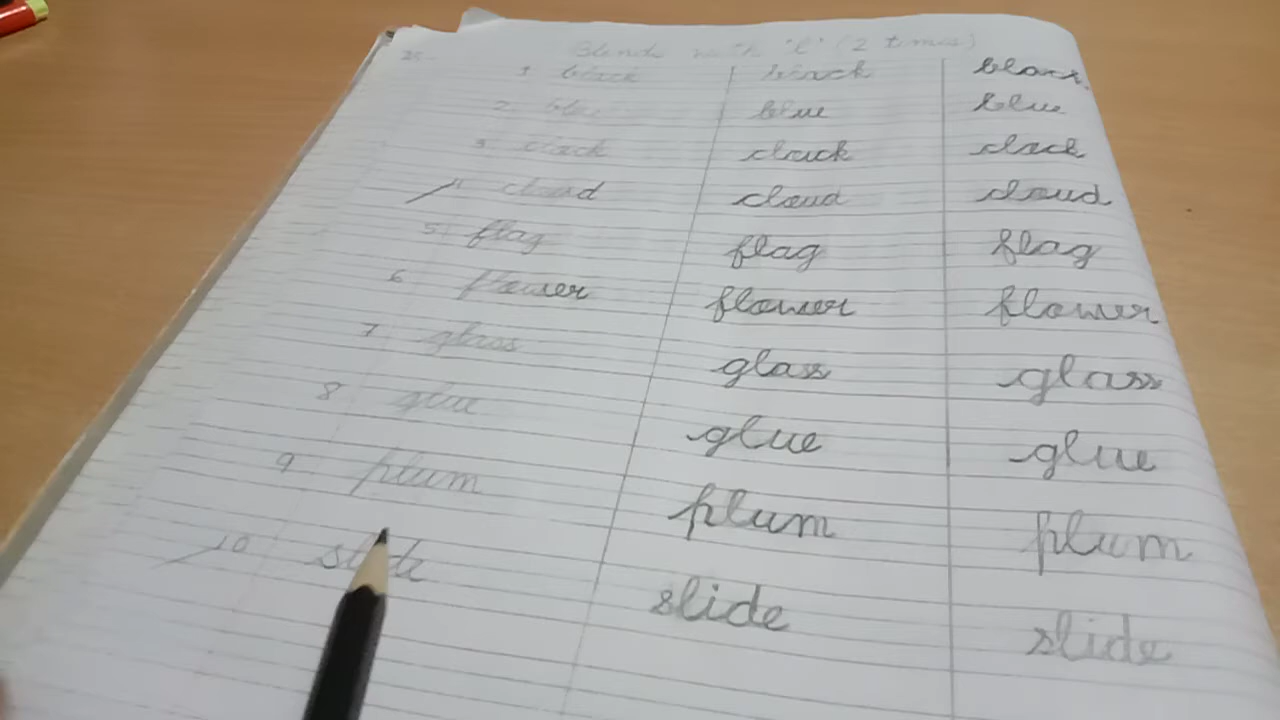 Blends with 'l' (2 times)
1 black black black
2 blue blue blue
3 clock clock clock
4 cloud cloud cloud
5 flag flag flag
6 flower flower flower
7 glass glass glass
8 glue glue glue
9 plum plum plum
10 slide slide slide